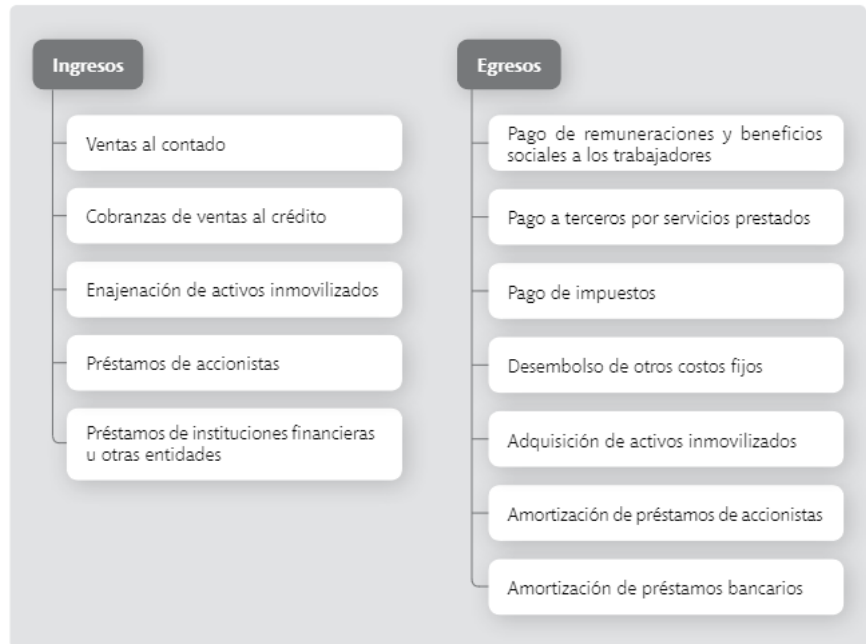 Ingresos
Ventas al contado
Cobranzas de ventas al crédito
Enajenación de activos inmovilizados
Préstamos de accionistas
Préstamos de instituciones financieras
u otras entidades
Egresos
Pago de remuneraciones y beneficios
sociales a los trabajadores
Pago a terceros por servicios prestados
Pago de impuestos
Desembolso de otros costos fijos
Adquisición de activos inmovilizados
Amortización de préstamos de accionistas
Amortización de préstamos bancarios